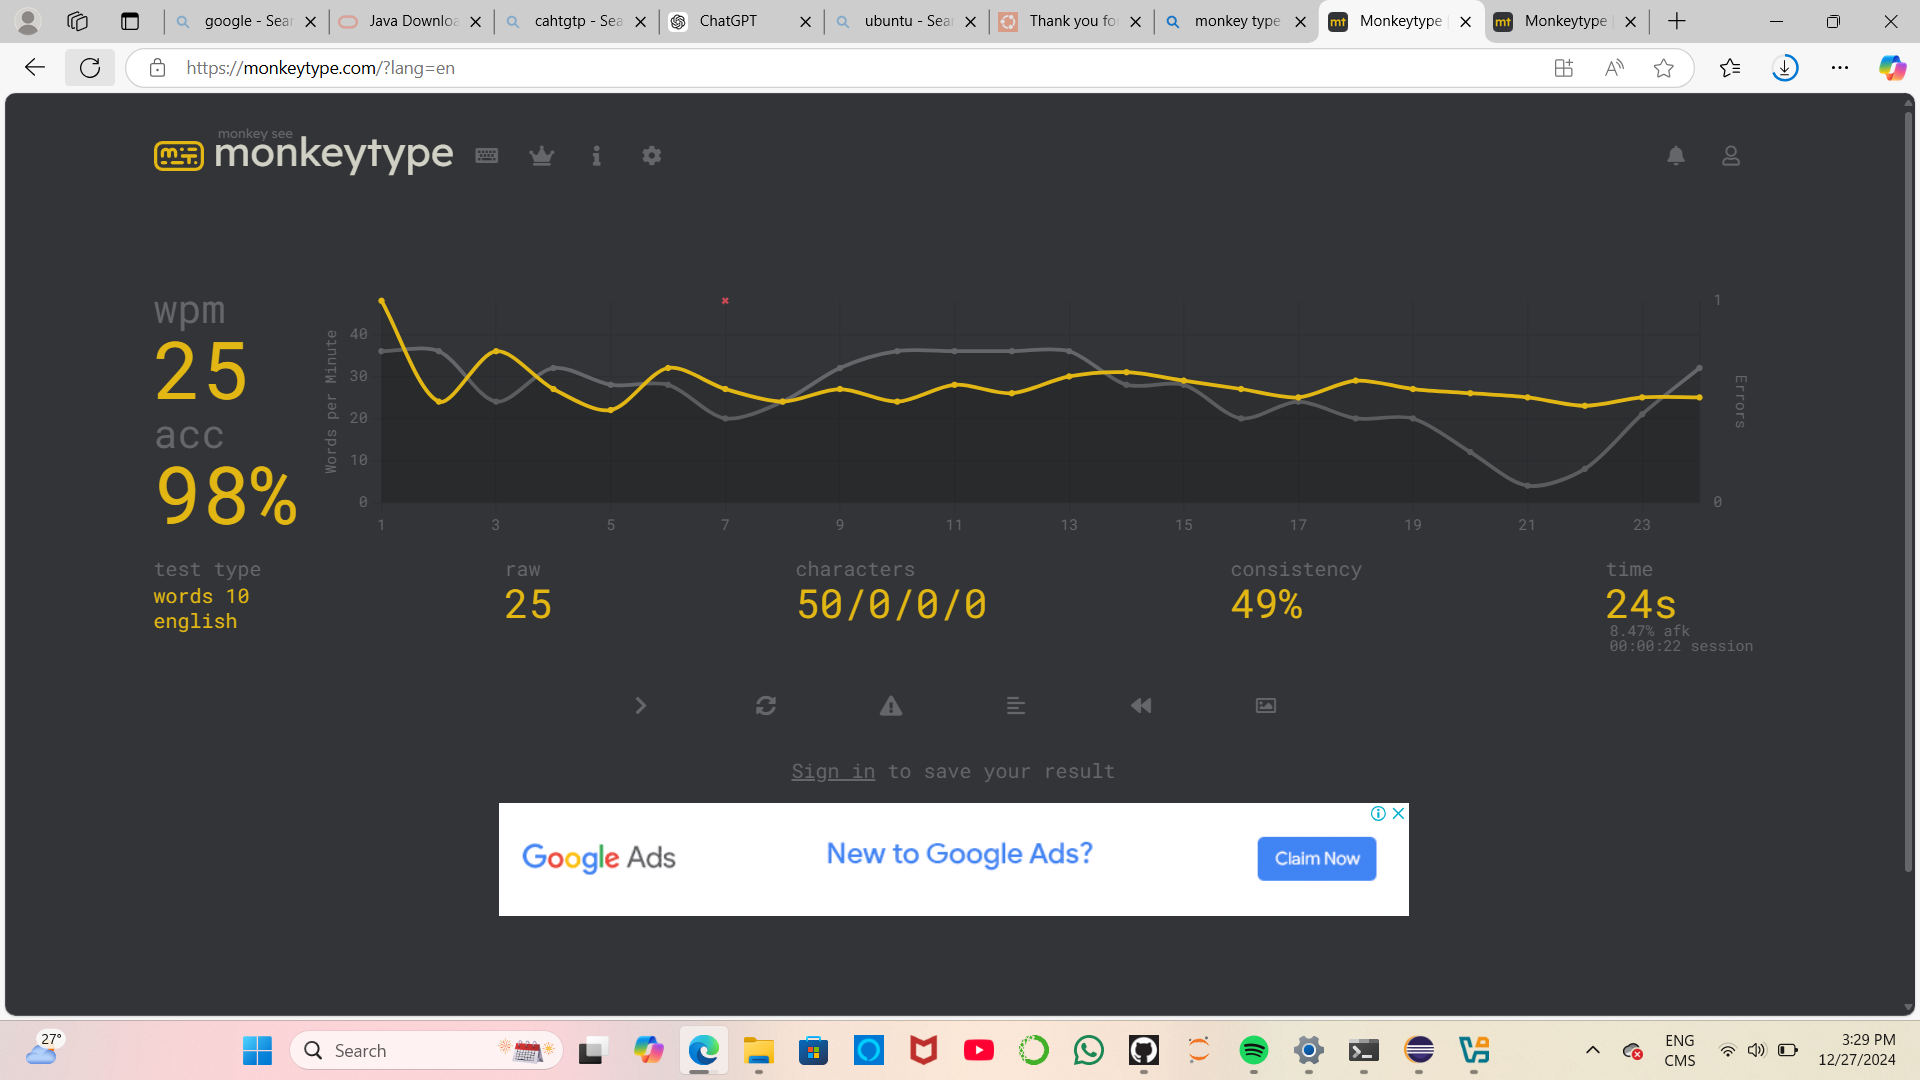 google - Sear
Java Downloa
cahtgtp - Sea
ChatGPT
ubuntu - Sear
Thank you fo
monkey type
mt Monkeytype
mt Monkeytype
https://monkeytype.com/?lang=en
monkey see
monkeytype
wpm
25
acc
98%
Words per Minute
40
30
20
10
0
1 3 5 7 9 11 13 15 17 19 21 23
1
0
Errors
test type
words 10
english
raw
25
characters
50/0/0/0
consistency
49%
time
24s
8.47% afk
00:00:22 session
Sign in to save your result
Google Ads
New to Google Ads?
Claim Now
27°
Search
ENG
CMS
3:29 PM
12/27/2024